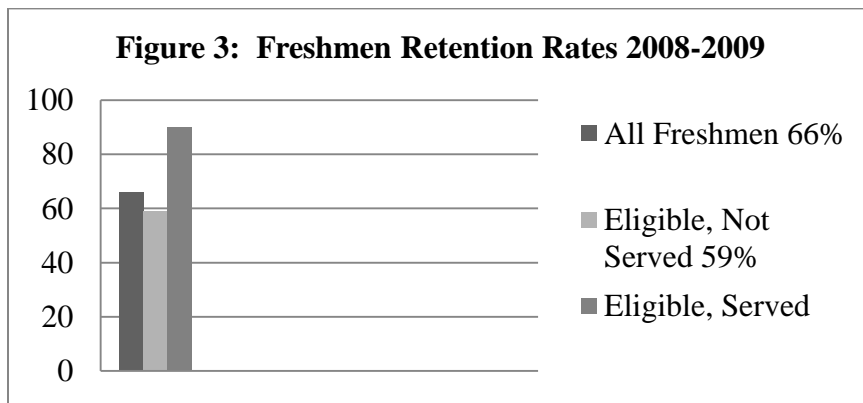 Figure 3:  Freshmen Retention Rates 2008-2009
100
80
60
40
20
0
All Freshmen 66%
Eligible, Not
Served 59%
Eligible, Served